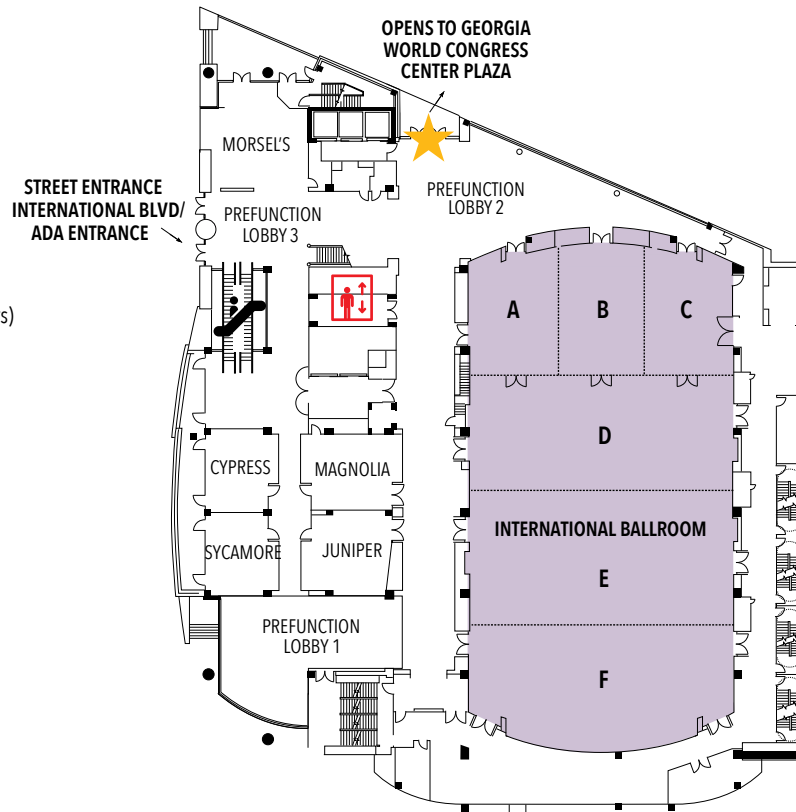 OPENS TO GEORGIA
WORLD CONGRESS
CENTER PLAZA
MORSEL'S
STREET ENTRANCE
INTERNATIONAL BLVD/
ADA ENTRANCE
PREFUNCTION
LOBBY 3
PREFUNCTION
LOBBY 2
s)
A
B
C
D
CYPRESS
MAGNOLIA
INTERNATIONAL BALLROOM
SYCAMORE
JUNIPER
E
PREFUNCTION
LOBBY 1
F